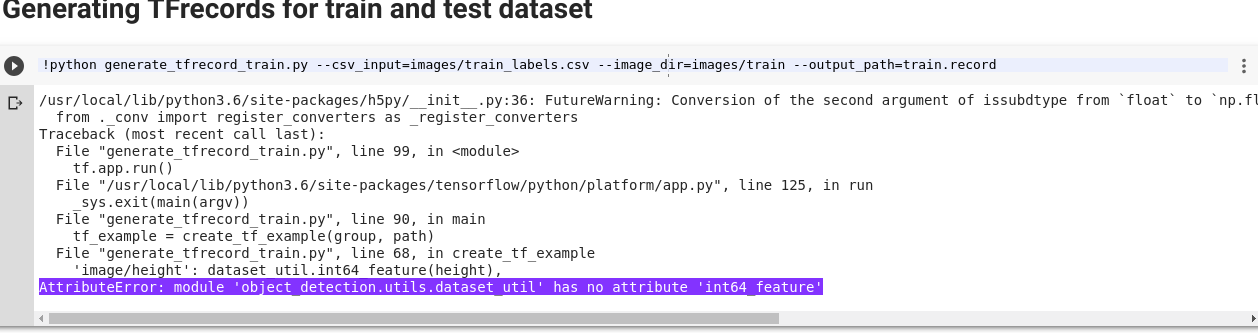 Generating TFrecords for train and test dataset
!python generate_tfrecord_train.py --csv_input=images/train_labels.csv --image_dir=images/train --output_path=train.record
/usr/local/lib/python3.6/site-packages/h5py/__init__.py:36: FutureWarning: Conversion of the second argument of issubdtype from `float` to `np.fl
from ._conv import register_converters as _register_converters
Traceback (most recent call last):
File "generate_tfrecord_train.py", line 99, in <module>
tf.app.run()
File "/usr/local/lib/python3.6/site-packages/tensorflow/python/platform/app.py", line 125, in run
_sys.exit(main(argv))
File "generate_tfrecord_train.py", line 90, in main
tf_example = create_tf_example(group, path)
File "generate_tfrecord_train.py", line 68, in create_tf_example
'image/height': dataset_util.int64_feature(height),
AttributeError: module 'object_detection.utils.dataset_util' has no attribute 'int64_feature'